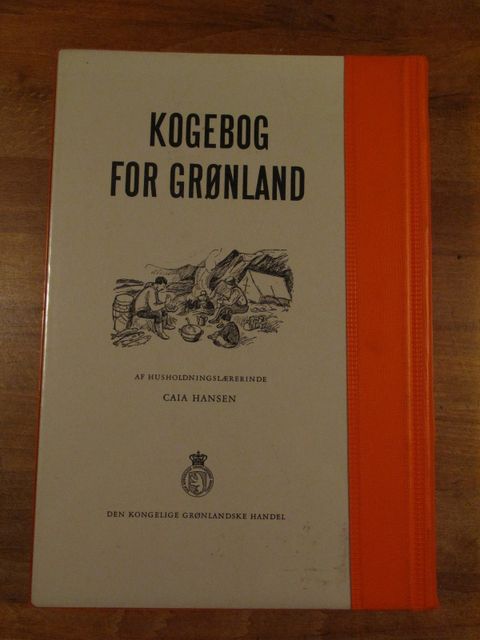 KOGEBOG
FOR GRØNLAND
AF HUSHOLDNINGSLÆRERINDE
CAIA HANSEN
DEN KONGELIGE GRØNLANDSKE HANDEL